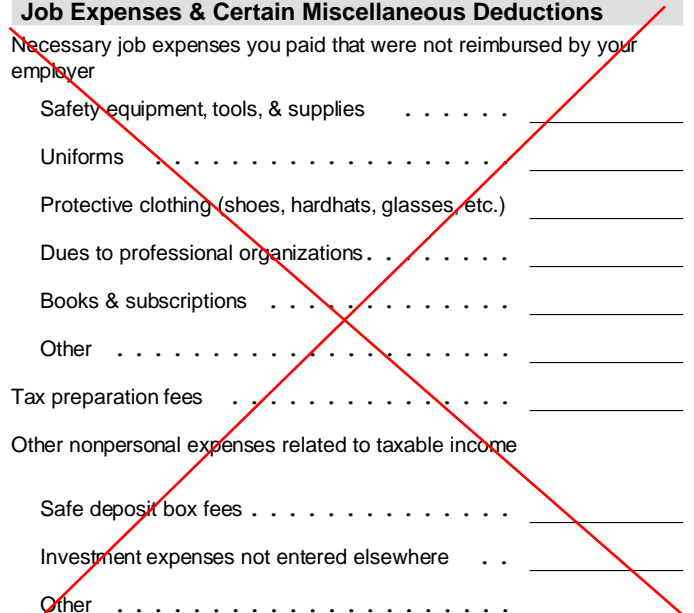 Job Expenses & Certain Miscellaneous Deductions
Necessary job expenses you paid that were not reimbursed by your
employer
Safety equipment, tools, & supplies . . . . . .
Uniforms . . . . . . . . . . . . . . . . . .
Protective clothing (shoes, hardhats, glasses, etc.)
Dues to professional organizations . . . . . . . .
Books & subscriptions . . . . . . . . . . . . .
Other . . . . . . . . . . . . . . . . . . . . .
Tax preparation fees . . . . . . . . . . . . . . .
Other nonpersonal expenses related to taxable income
Safe deposit box fees . . . . . . . . . . . . . .
Investment expenses not entered elsewhere . .
Other . . . . . . . . . . . . . . . . . . . . .